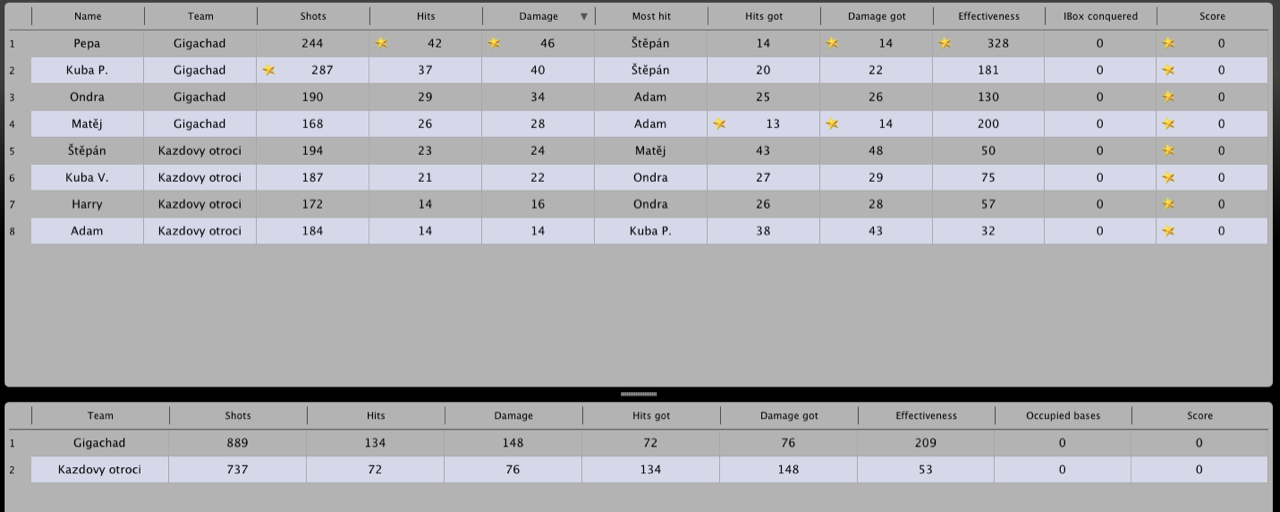 Name Team Shots Hits Damage Most hit Hits got Damage got Effectiveness IBox conquered Score
1 Pepa Gigachad 244 42 46 Štěpán 14 14 328 0 0
2 Kuba P. Gigachad 287 37 40 Štěpán 20 22 181 0 0
3 Ondra Gigachad 190 29 34 Adam 25 26 130 0 0
4 Matěj Gigachad 168 26 28 Adam 13 14 200 0 0
5 Štěpán Kazdovy otroci 194 23 24 Matěj 43 48 50 0 0
6 Kuba V. Kazdovy otroci 187 21 22 Ondra 27 29 75 0 0
7 Harry Kazdovy otroci 172 14 16 Ondra 26 28 57 0 0
8 Adam Kazdovy otroci 184 14 14 Kuba P. 38 43 32 0 0
Team Shots Hits Damage Hits got Damage got Effectiveness Occupied bases Score
1 Gigachad 889 134 148 72 76 209 0 0
2 Kazdovy otroci 737 72 76 134 148 53 0 0